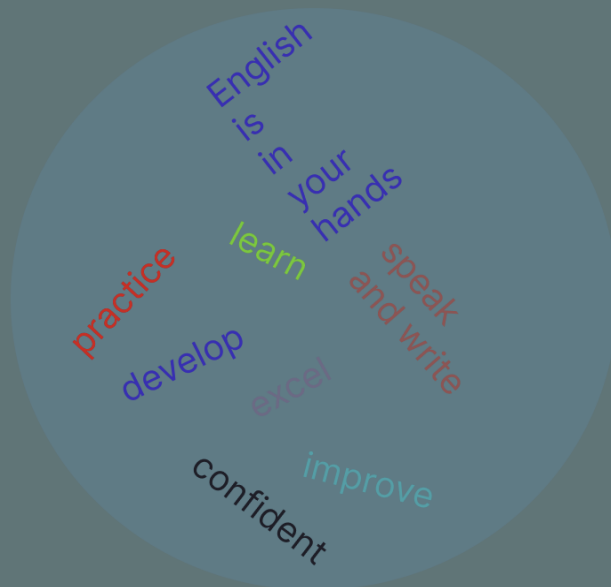 English
is
in
your
hands
learn
speak
and write
practice
develop
excel
improve
confident